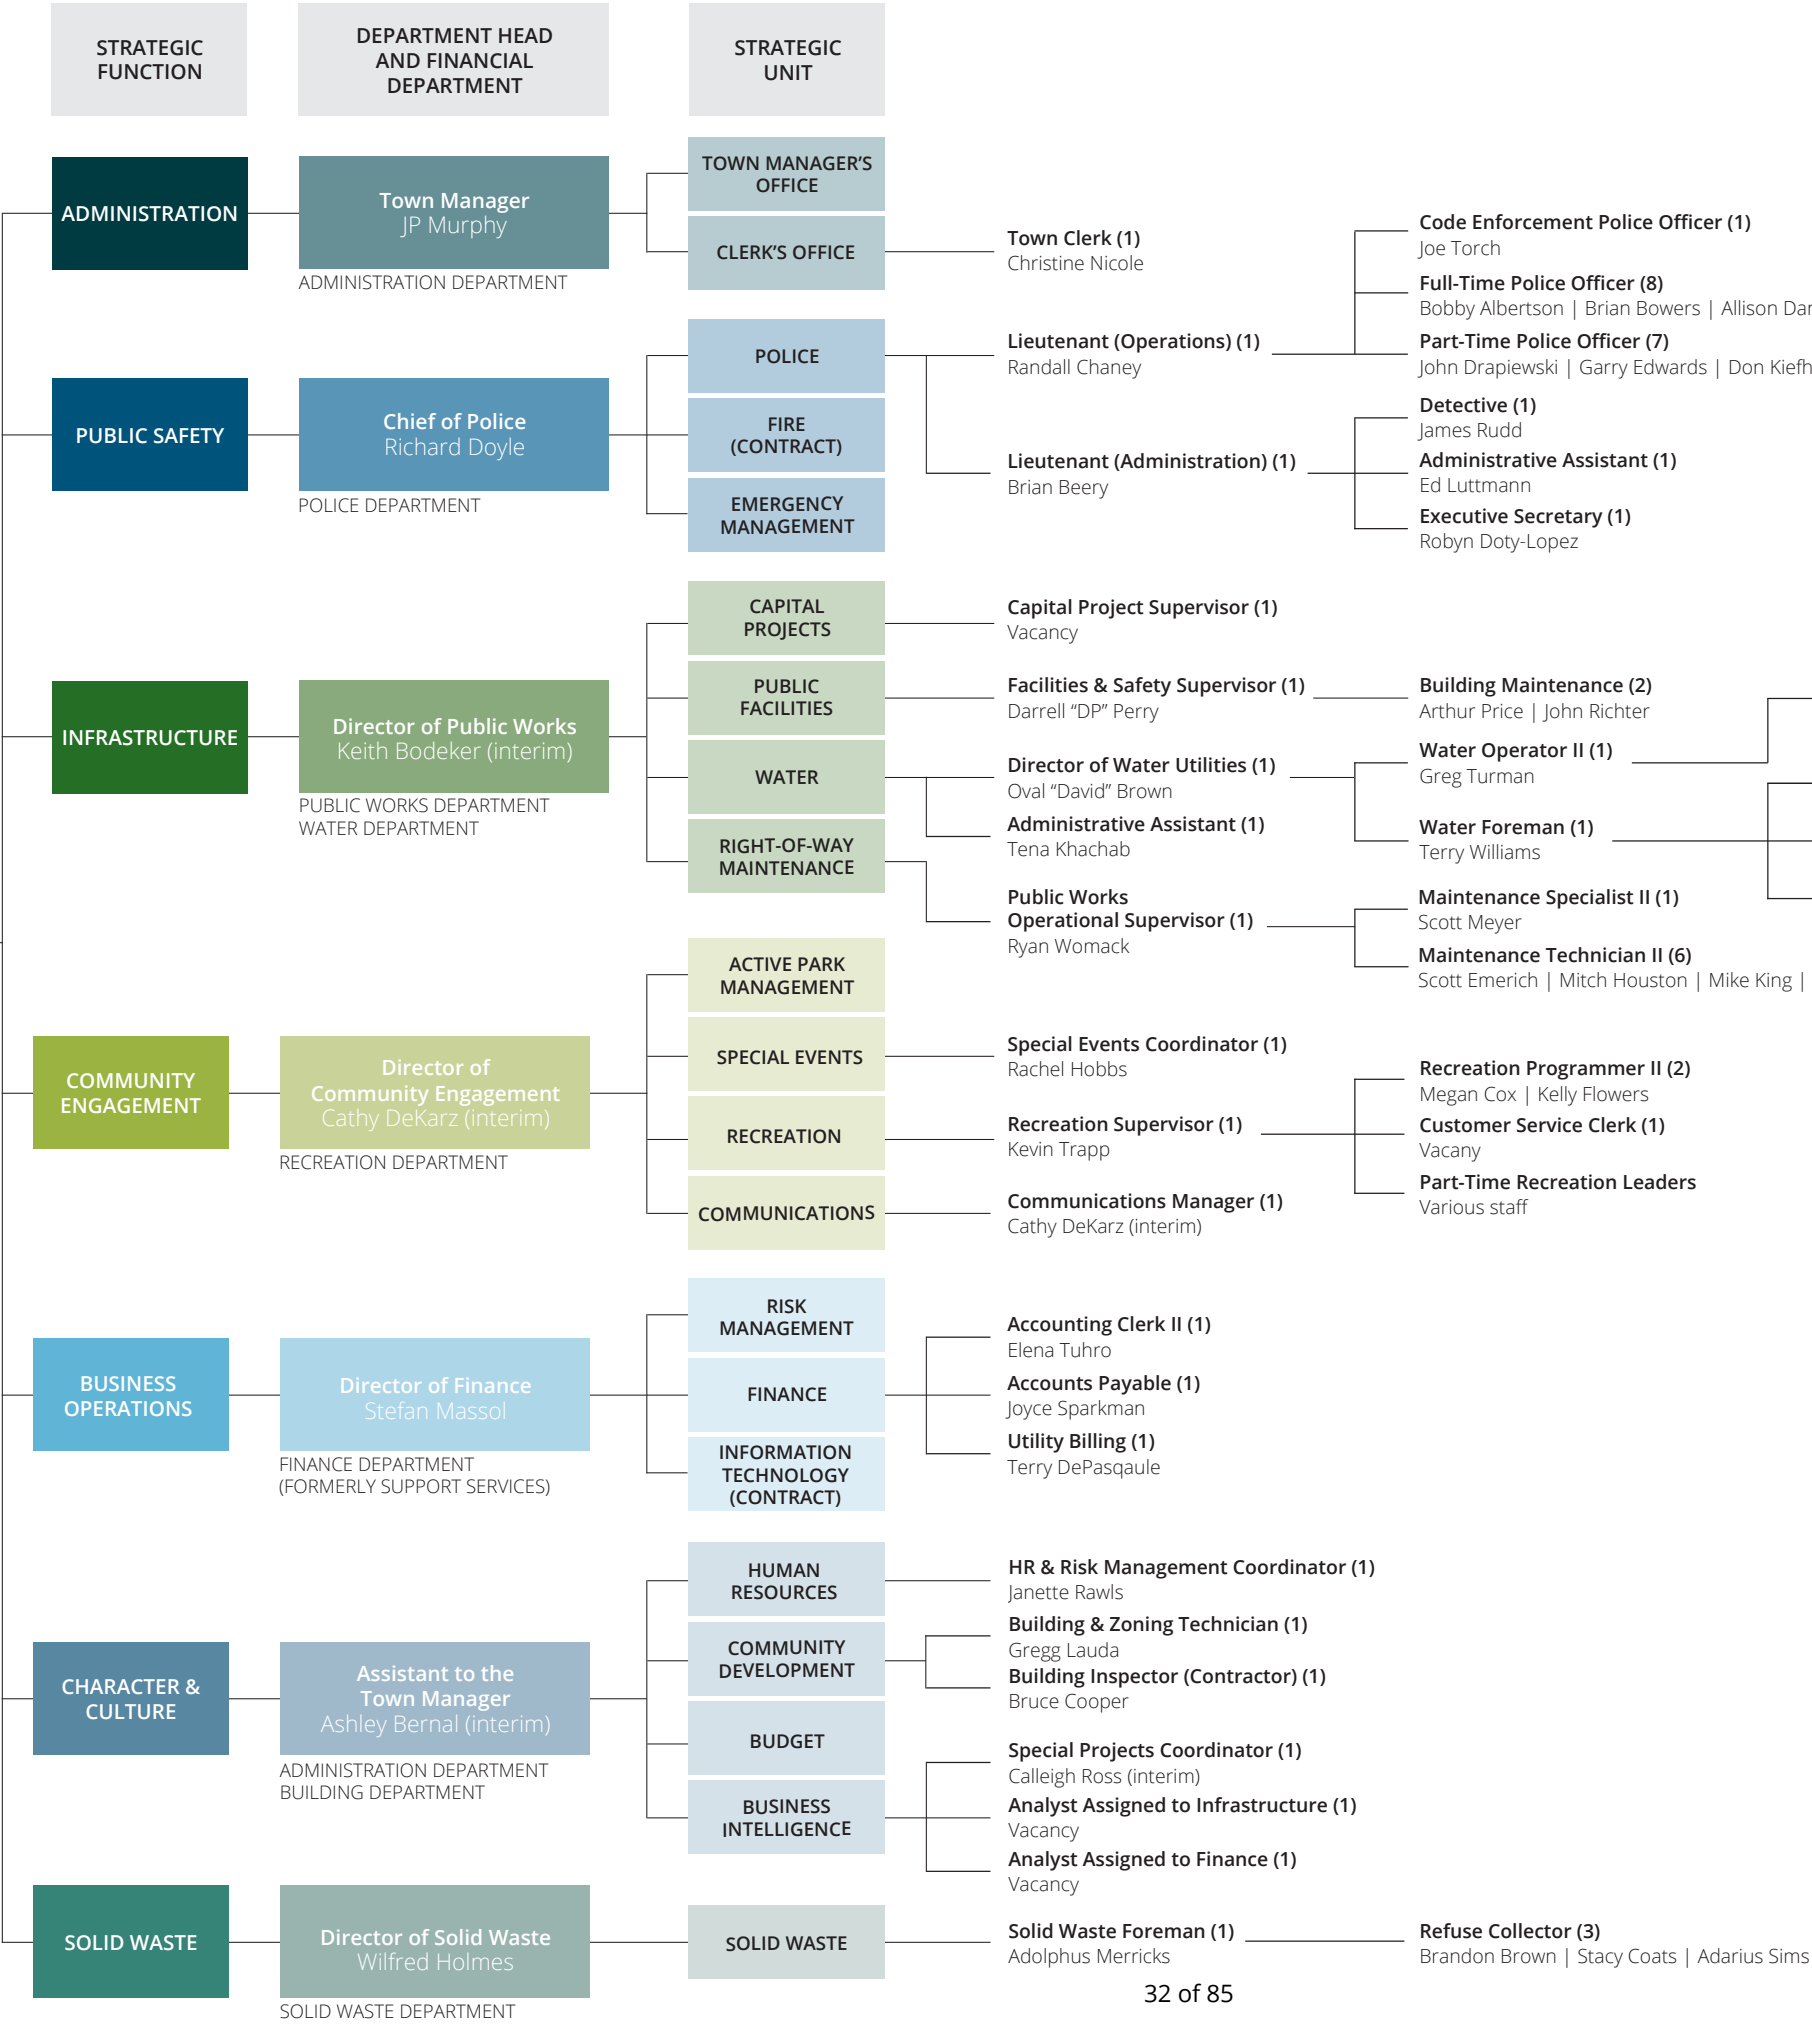 STRATEGIC
FUNCTION
DEPARTMENT HEAD
AND FINANCIAL
DEPARTMENT
STRATEGIC
UNIT
ADMINISTRATION
Town Manager
JP Murphy
ADMINISTRATION DEPARTMENT
TOWN MANAGER'S
OFFICE
CLERK'S OFFICE
Town Clerk (1)
Christine Nicole
PUBLIC SAFETY
Chief of Police
Richard Doyle
POLICE DEPARTMENT
POLICE
FIRE
(CONTRACT)
EMERGENCY
MANAGEMENT
Lieutenant (Operations) (1)
Randall Chaney
Code Enforcement Police Officer (1)
Joe Torch
Full-Time Police Officer (8)
Bobby Albertson | Brian Bowers | Allison
Part-Time Police Officer (7)
John Drapiewski | Garry Edwards | Don
Lieutenant (Administration) (1)
Brian Beery
Detective (1)
James Rudd
Administrative Assistant (1)
Ed Luttmann
Executive Secretary (1)
Robyn Doty-Lopez
INFRASTRUCTURE
Director of Public Works
Keith Bodeker (interim)
PUBLIC WORKS DEPARTMENT
WATER DEPARTMENT
CAPITAL
PROJECTS
Capital Project Supervisor (1)
Vacancy
PUBLIC
FACILITIES
Facilities & Safety Supervisor (1)
Darrell “DP” Perry
Building Maintenance (2)
Arthur Price | John Richter
WATER
Director of Water Utilities (1)
Oval “David” Brown
Water Operator II (1)
Greg Turman
Administrative Assistant (1)
Tena Khachab
Water Foreman (1)
Terry Williams
RIGHT-OF-WAY
MAINTENANCE
Public Works
Operational Supervisor (1)
Ryan Womack
Maintenance Specialist II (1)
Scott Meyer
Maintenance Technician II (6)
Scott Emerich | Mitch Houston | Mike King |
COMMUNITY
ENGAGEMENT
Director of
Community Engagement
Cathy DeKarz (interim)
RECREATION DEPARTMENT
ACTIVE PARK
MANAGEMENT
SPECIAL EVENTS
Special Events Coordinator (1)
Rachel Hobbs
RECREATION
Recreation Supervisor (1)
Kevin Trapp
Recreation Programmer II (2)
Megan Cox | Kelly Flowers
Customer Service Clerk (1)
Vacany
Part-Time Recreation Leaders
Various staff
COMMUNICATIONS
Communications Manager (1)
Cathy DeKarz (interim)
BUSINESS
OPERATIONS
Director of Finance
Stefan Massol
FINANCE DEPARTMENT
(FORMERLY SUPPORT SERVICES)
RISK
MANAGEMENT
FINANCE
INFORMATION
TECHNOLOGY
(CONTRACT)
Accounting Clerk II (1)
Elena Tuhro
Accounts Payable (1)
Joyce Sparkman
Utility Billing (1)
Terry DePasqaule
CHARACTER &
CULTURE
Assistant to the
Town Manager
Ashley Bernal (interim)
ADMINISTRATION DEPARTMENT
BUILDING DEPARTMENT
HUMAN
RESOURCES
HR & Risk Management Coordinator (1)
Janette Rawls
COMMUNITY
DEVELOPMENT
Building & Zoning Technician (1)
Gregg Lauda
Building Inspector (Contractor) (1)
Bruce Cooper
BUDGET
BUSINESS
INTELLIGENCE
Special Projects Coordinator (1)
Calleigh Ross (interim)
Analyst Assigned to Infrastructure (1)
Vacancy
Analyst Assigned to Finance (1)
Vacancy
SOLID WASTE
Director of Solid Waste
Wilfred Holmes
SOLID WASTE DEPARTMENT
SOLID WASTE
Solid Waste Foreman (1)
Adolphus Merricks
Refuse Collector (3)
Brandon Brown | Stacy Coats | Adarius Sims
32 of 85